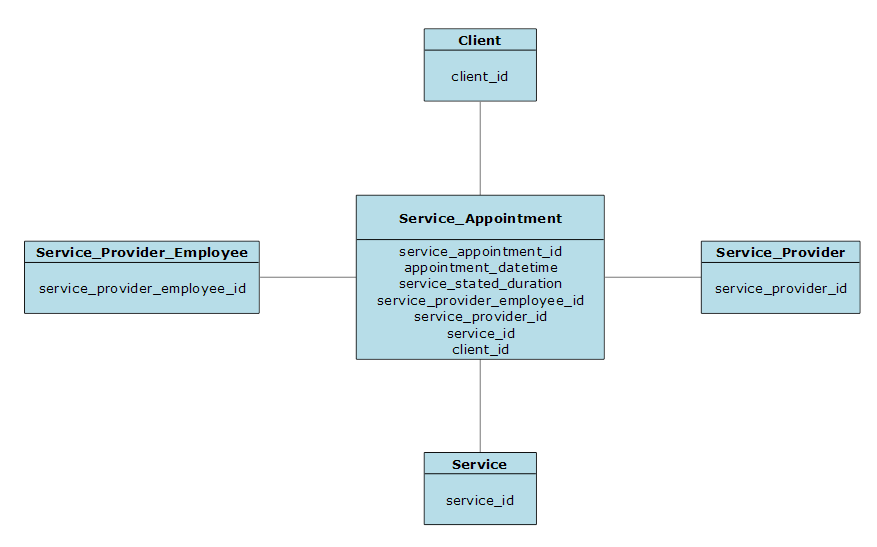 Client
client_id
Service_Appointment
service_appointment_id
appointment_datetime
service_stated_duration
service_provider_employee_id
service_provider_id
service_id
client_id
Service_Provider_Employee
service_provider_employee_id
Service_Provider
service_provider_id
Service
service_id